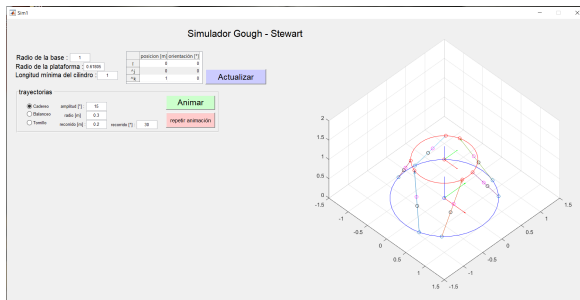 Sim1
Simulador Gough - Stewart
Radio de la base : 1
Radio de la plataforma : 0.61803
Longitud mínima del cilindro : 1
posicion [m] orientación [°]
i 0 0
^j 0 0
^k 1 0
Actualizar
trayectorias
Cabeceo amplitud [°] 15
Balanceo radio [m] 0.3
Tornillo recorrido [m] 0.2 recorrido [°] 30
Animar
repetir animación
2
1.5
1
0.5
0
-1.5
-1
-0.5
0
0.5
1
1.5
-1.5
-1
-0.5
0
0.5
1
1.5